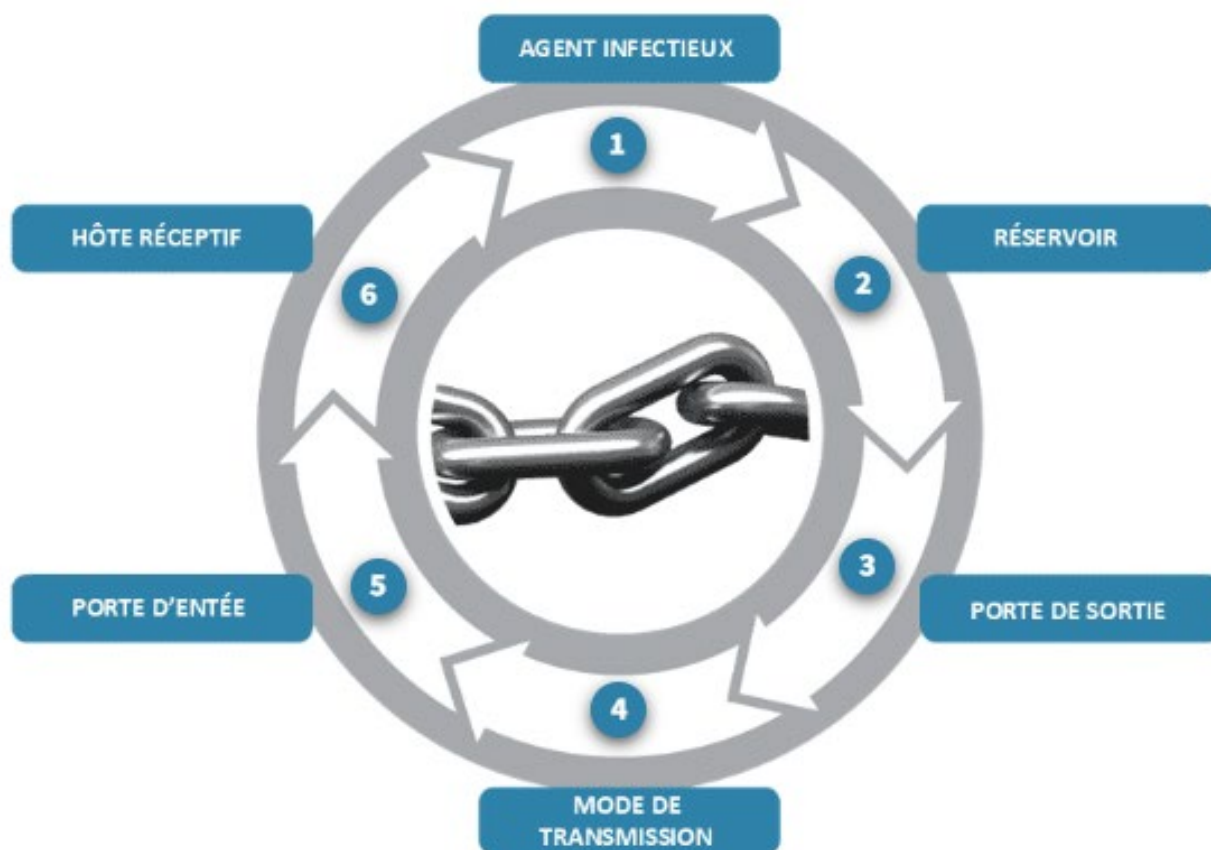 AGENT INFECTIEUX
1
HÔTE RÉCEPTIF
RÉSERVOIR
6
2
5
3
PORTE D'ENTÉE
PORTE DE SORTIE
4
MODE DE
TRANSMISSION